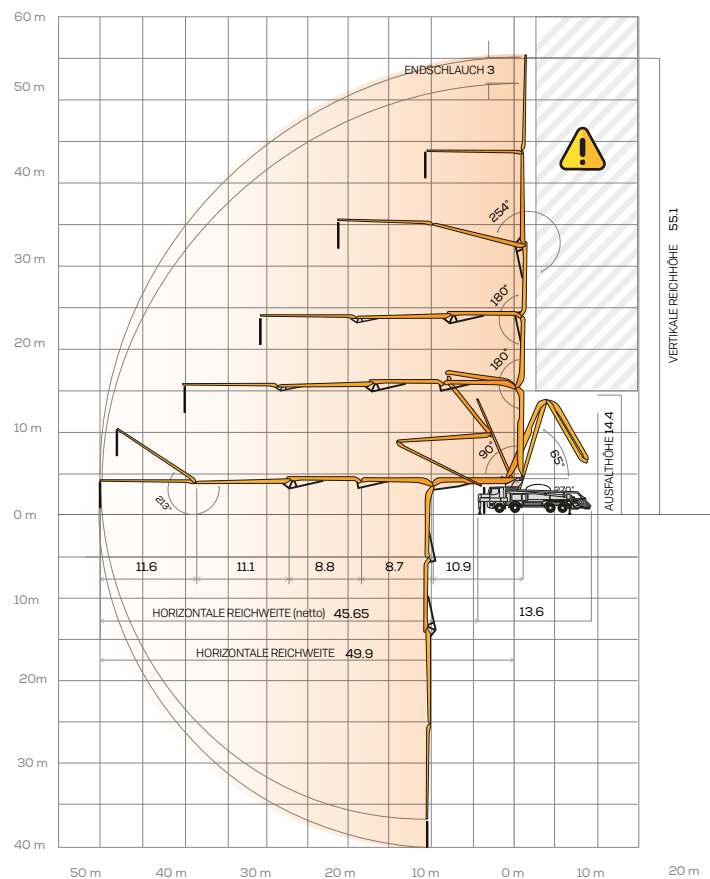 60 m
50 m
ENDSCHLAUCH 3
40 m
254°
VERTIKALE REICHHÖHE 55.1
30 m
180°
20 m
180°
10 m
90°
65°
AUSFALTHÖHE 14.4
213°
270°
0 m
11.6
11.1
8.8
8.7
10.9
10m
HORIZONTALE REICHWEITE (netto) 45.65
13.6
HORIZONTALE REICHWEITE 49.9
20m
30 m
40 m
50 m
40 m
30 m
20 m
10 m
0 m
10 m
20 m